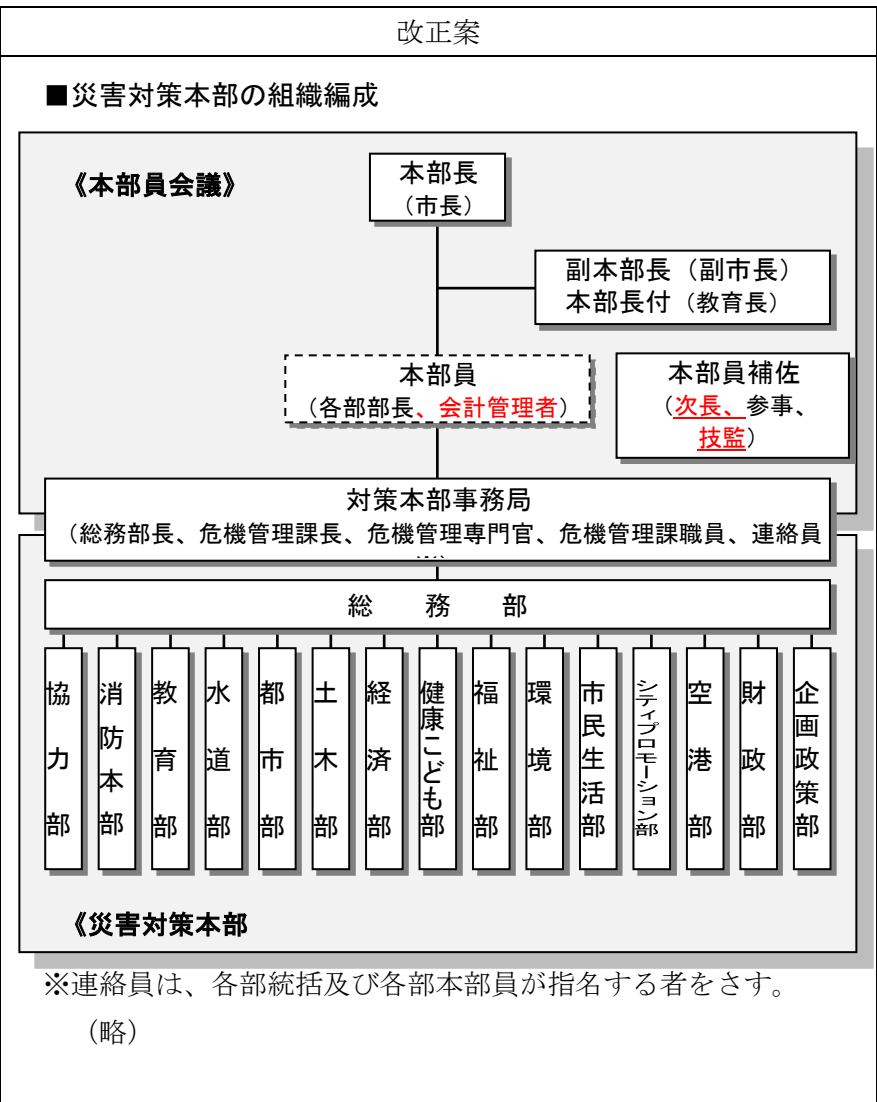 改正案
■災害対策本部の組織編成
《本部員会議》
本部長
（市長）
副本部長（副市長）
本部長付（教育長）
本部員
（各部部長、会計管理者）
本部員補佐
（次長、参事、
技監）
対策本部事務局
（総務部長、危機管理課長、危機管理専門官、危機管理課職員、連絡員
総　務　部
協力部
消防本部
教育部
水道部
都市部
土木部
経済部
健康こども部
福祉部
環境部
市民生活部
シティプロモーション部
空港部
財政部
企画政策部
《災害対策本部
※連絡員は、各部統括及び各部本部員が指名する者をさす。
（略）